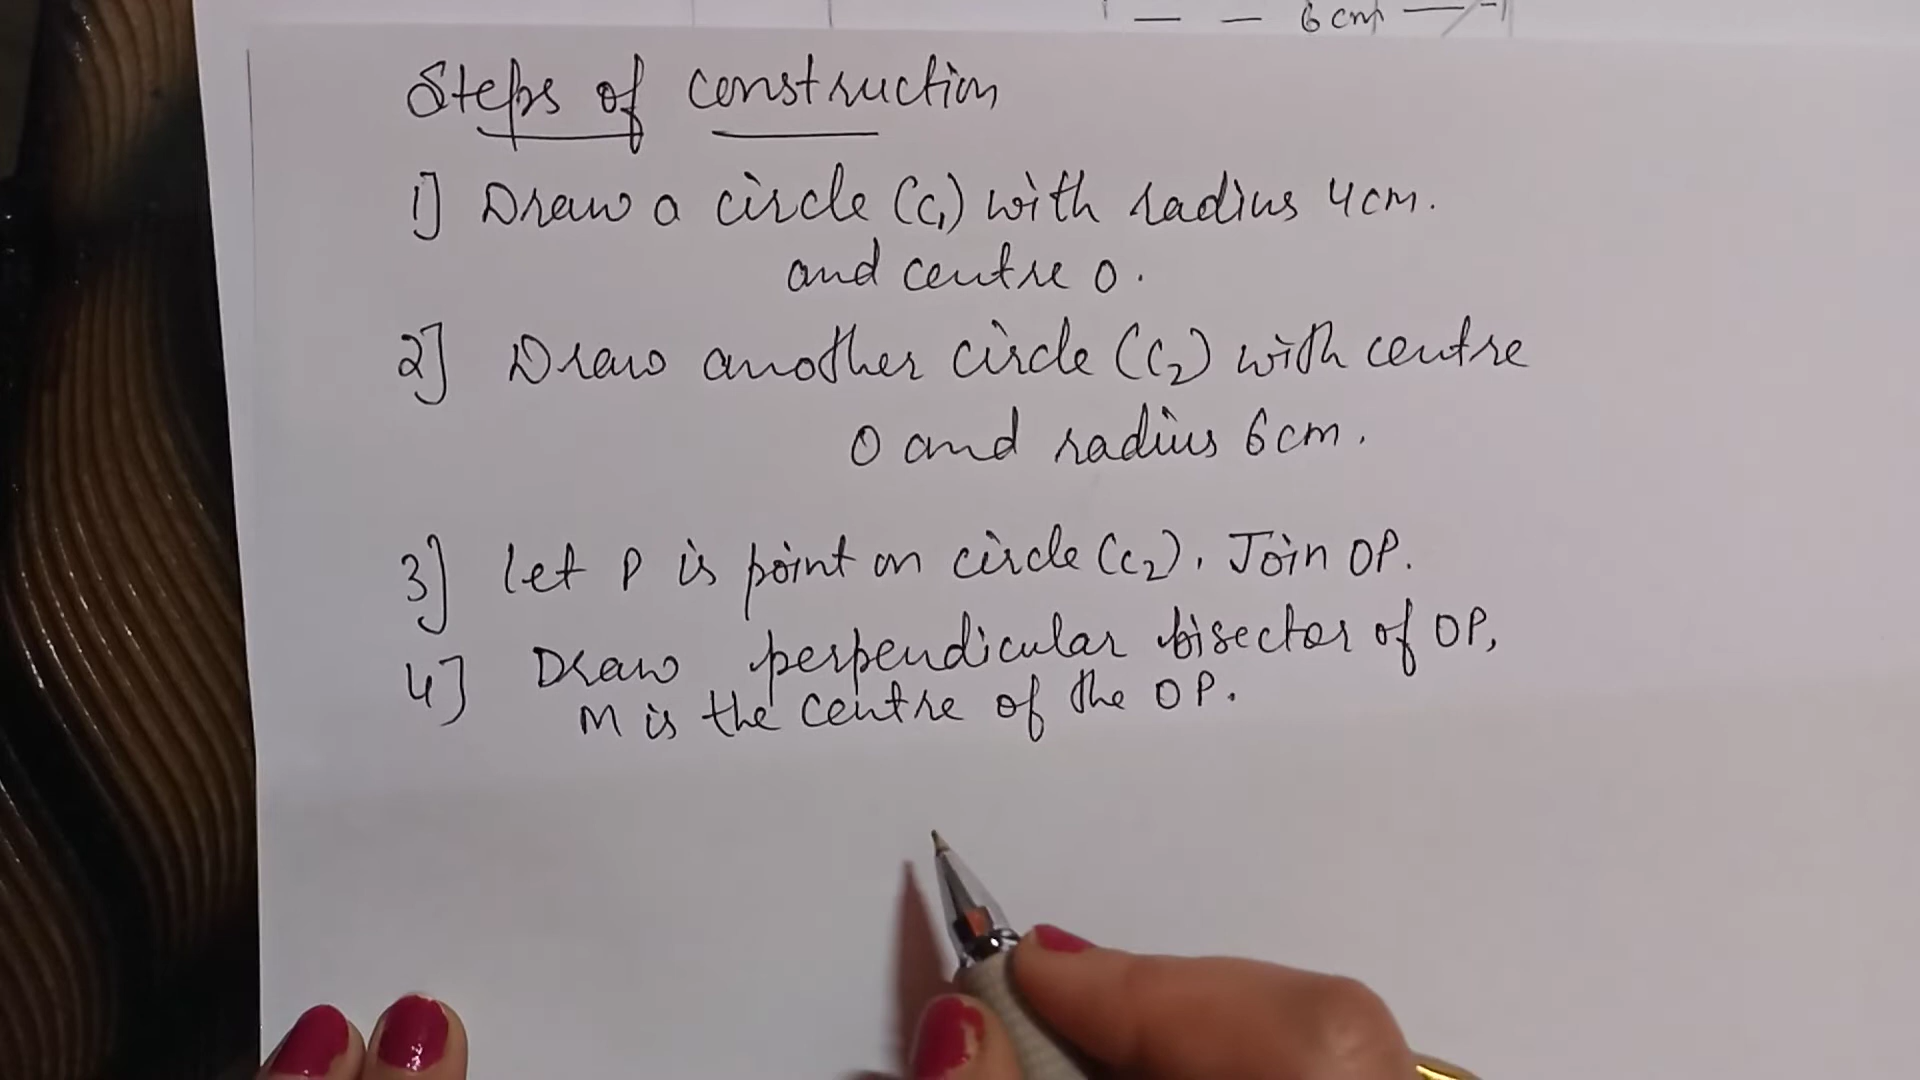 — — 6 cm —
Steps of construction
1] Draw a circle (C₁) with radius 4cm.
and centre O.
2] Draw another circle (C₂) with centre
O and radius 6cm.
3] Let P is point on circle (C₂). Join OP.
4] Draw perpendicular bisector of OP,
M is the centre of the OP.